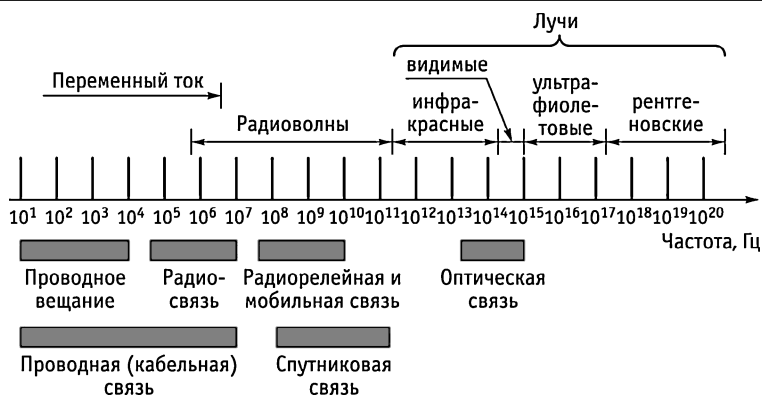 Лучи
видимые
Переменный ток
ультра-
фиоле-
товые
инфра-
красные
рентге-
новские
Радиоволны
10¹ 10² 10³ 10⁴ 10⁵ 10⁶ 10⁷ 10⁸ 10⁹ 10¹⁰ 10¹¹ 10¹² 10¹³ 10¹⁴ 10¹⁵ 10¹⁶ 10¹⁷ 10¹⁸ 10¹⁹ 10²⁰
Частота, Гц
Проводное
вещание
Радио-
связь
Радиорелейная и
мобильная связь
Оптическая
связь
Проводная (кабельная)
связь
Спутниковая
связь